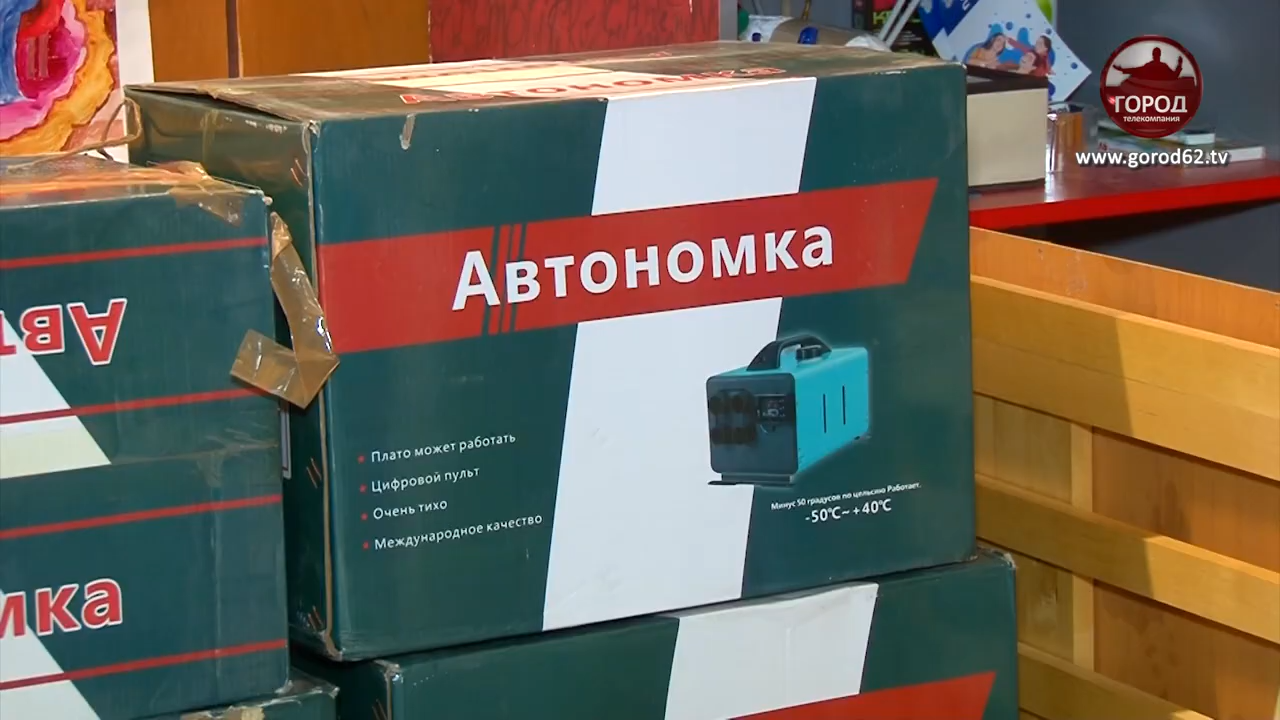 ГОРОД
телекомпания
www.gorod62.tv
Автономка
Автономка
Плато может работать
Цифровой пульт
Очень тихо
Международное качество
Минус 50 градусов по цельсию Работает.
-50℃~+40℃
Авт
мка